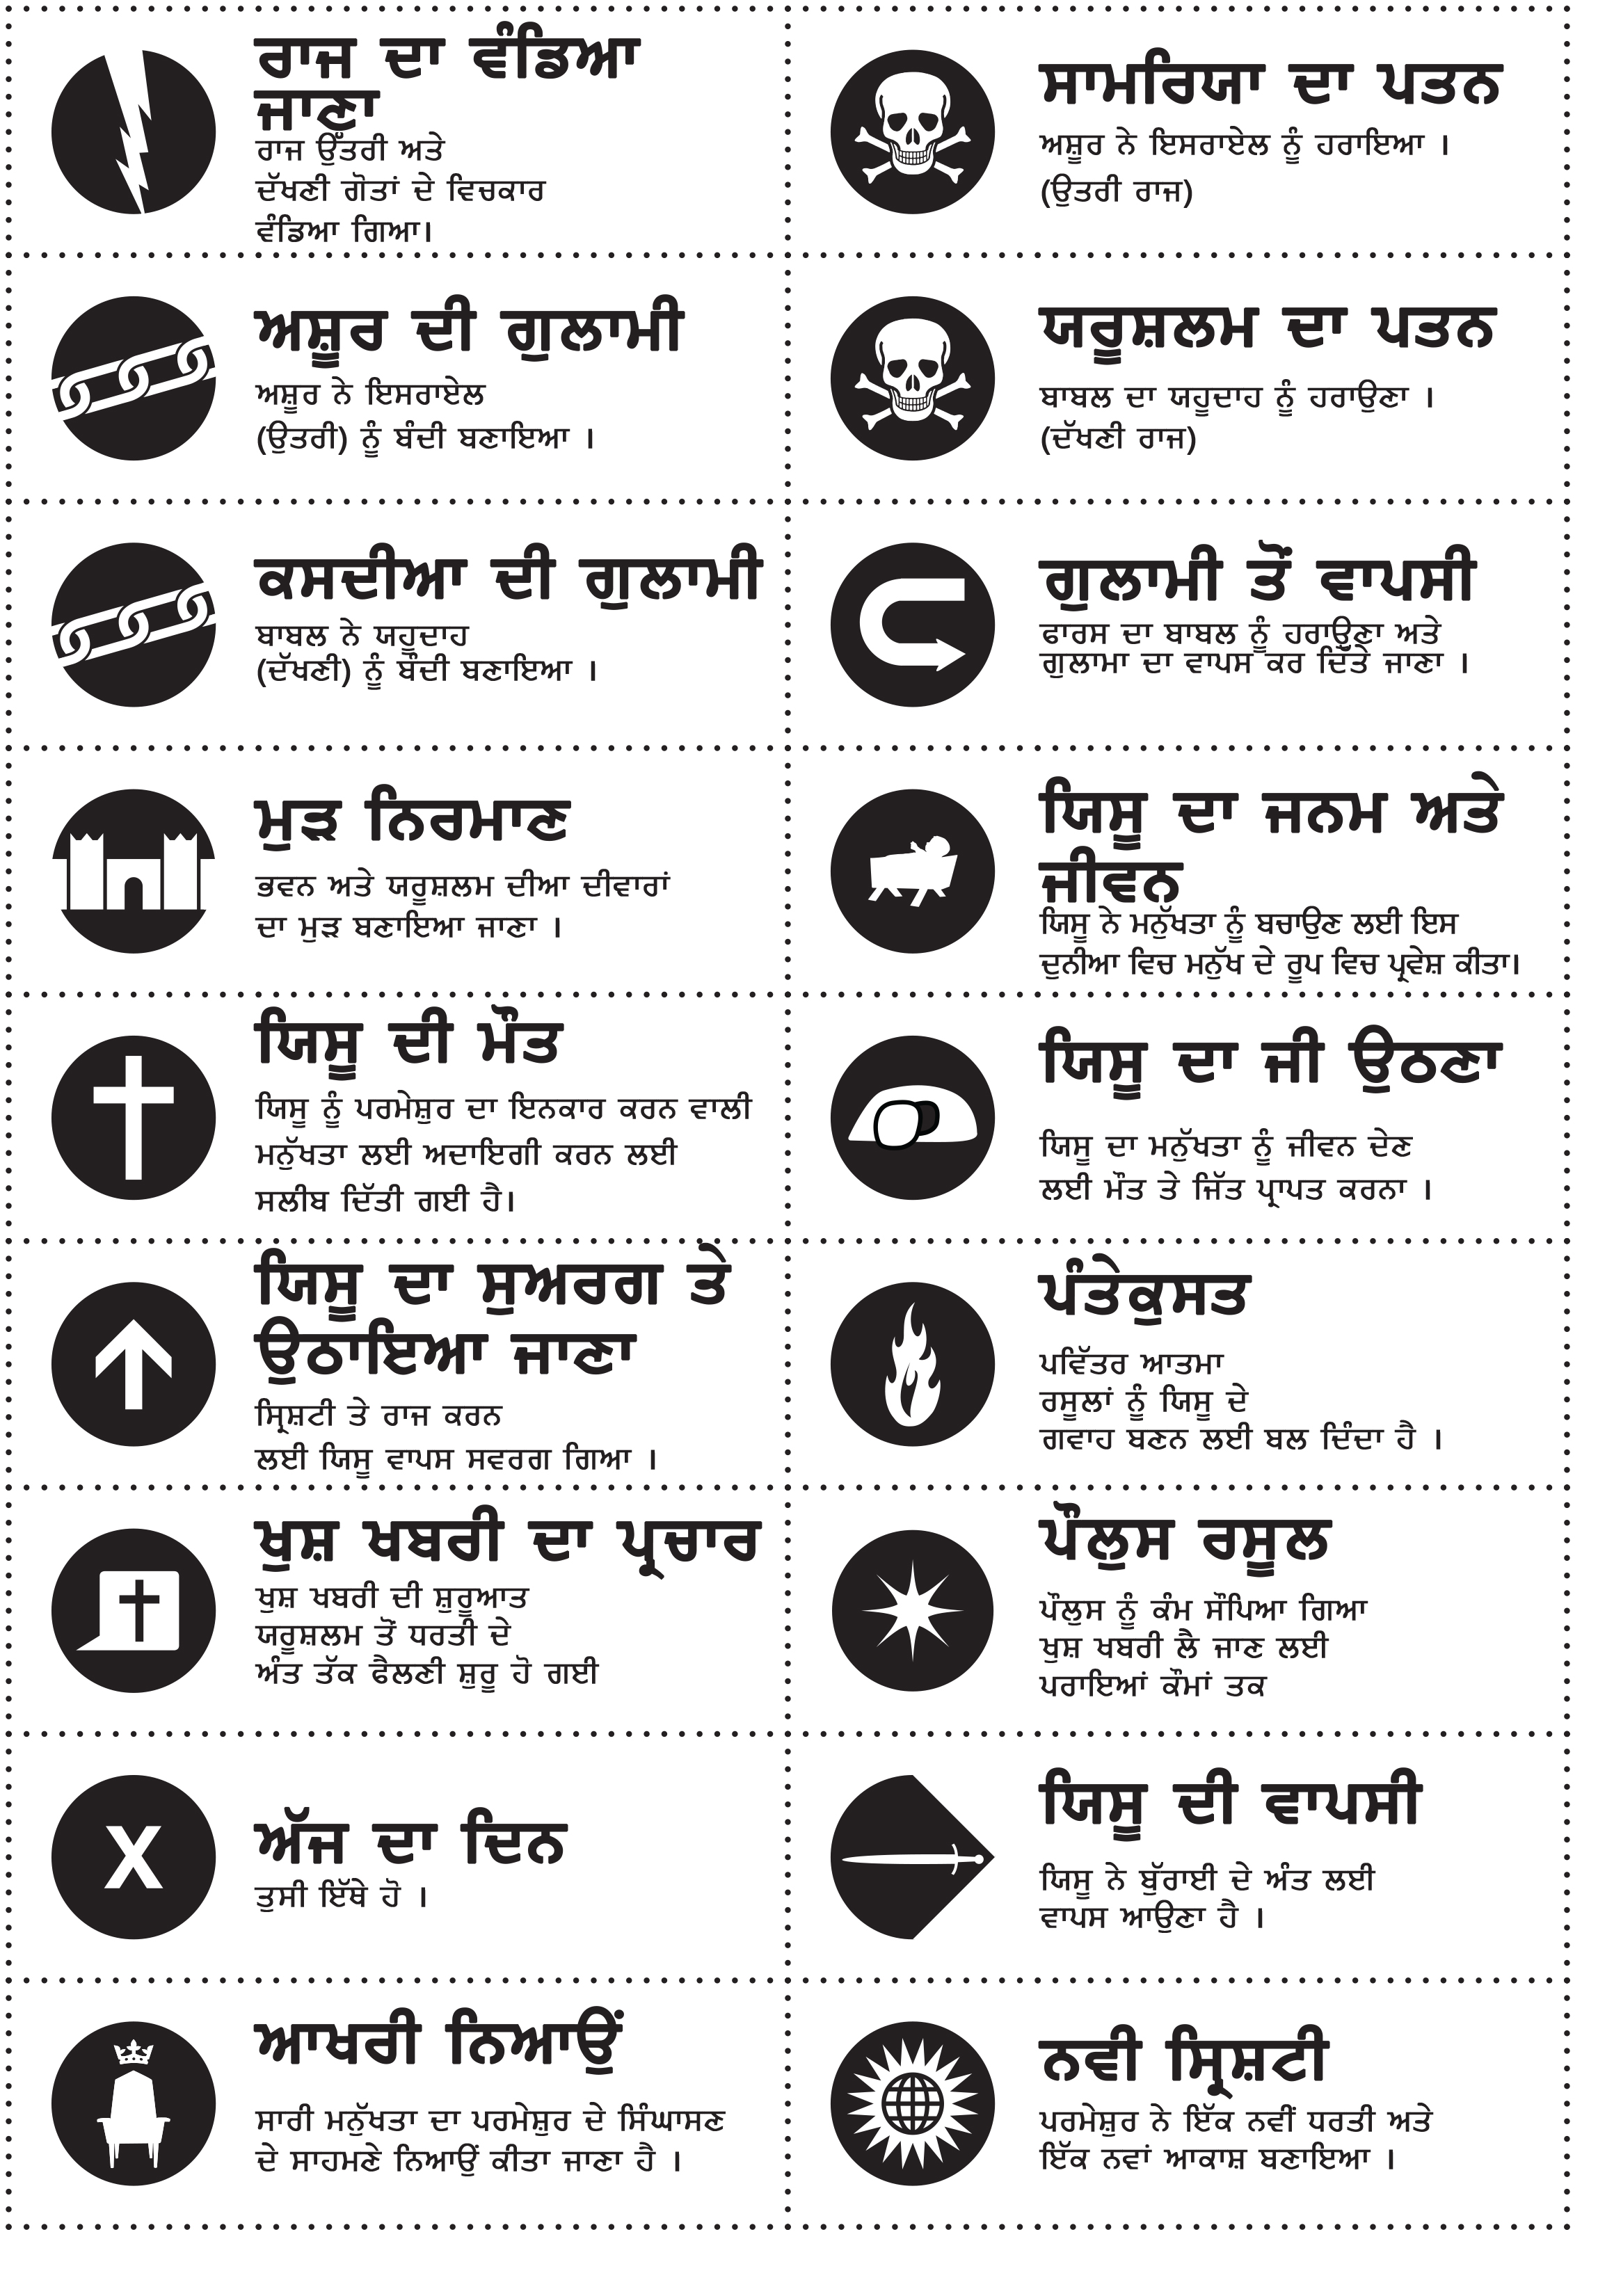 ਰਾਜ ਦਾ ਵੰਡਿਆ
ਜਾਣਾ
ਰਾਜ ਉੱਤਰੀ ਅਤੇ
ਦੱਖਣੀ ਗੋਤਾਂ ਦੇ ਵਿਚਕਾਰ
ਵੰਡਿਆ ਗਿਆ।
ਸਾਮਰਿਯਾ ਦਾ ਪਤਨ
ਅਸ਼ੂਰ ਨੇ ਇਸਰਾਏਲ ਨੂੰ ਹਰਾਇਆ ।
(ਉਤਰੀ ਰਾਜ)
ਅਸ਼ੂਰ ਦੀ ਗੁਲਾਮੀ
ਅਸ਼ੂਰ ਨੇ ਇਸਰਾਏਲ
(ਉਤਰੀ) ਨੂੰ ਬੰਦੀ ਬਣਾਇਆ ।
ਯਰੂਸ਼ਲਮ ਦਾ ਪਤਨ
ਬਾਬਲ ਦਾ ਯਹੂਦਾਹ ਨੂੰ ਹਰਾਉਣਾ ।
(ਦੱਖਣੀ ਰਾਜ)
ਕਸਦੀਆ ਦੀ ਗੁਲਾਮੀ
ਬਾਬਲ ਨੇ ਯਹੂਦਾਹ
(ਦੱਖਣੀ) ਨੂੰ ਬੰਦੀ ਬਣਾਇਆ ।
ਗੁਲਾਮੀ ਤੋਂ ਵਾਪਸੀ
ਫਾਰਸ ਦਾ ਬਾਬਲ ਨੂੰ ਹਰਾਉਣਾ ਅਤੇ
ਗੁਲਾਮਾ ਦਾ ਵਾਪਸ ਕਰ ਦਿੱਤੇ ਜਾਣਾ ।
ਮੁੜ ਨਿਰਮਾਣ
ਭਵਨ ਅਤੇ ਯਰੂਸ਼ਲਮ ਦੀਆ ਦੀਵਾਰਾਂ
ਦਾ ਮੁੜ ਬਣਾਇਆ ਜਾਣਾ ।
ਯਿਸੂ ਦਾ ਜਨਮ ਅਤੇ
ਜੀਵਨ
ਯਿਸੂ ਨੇ ਮਨੁੱਖਤਾ ਨੂੰ ਬਚਾਉਣ ਲਈ ਇਸ
ਦੁਨੀਆ ਵਿਚ ਮਨੁੱਖ ਦੇ ਰੂਪ ਵਿਚ ਪ੍ਰਵੇਸ਼ ਕੀਤਾ।
ਯਿਸੂ ਦੀ ਮੌਤ
ਯਿਸੂ ਨੂੰ ਪਰਮੇਸ਼ੁਰ ਦਾ ਇਨਕਾਰ ਕਰਨ ਵਾਲੀ
ਮਨੁੱਖਤਾ ਲਈ ਅਦਾਇਗੀ ਕਰਨ ਲਈ
ਸਲੀਬ ਦਿੱਤੀ ਗਈ ਹੈ।
ਯਿਸੂ ਦਾ ਜੀ ਉਠਣਾ
ਯਿਸੂ ਦਾ ਮਨੁੱਖਤਾ ਨੂੰ ਜੀਵਨ ਦੇਣ
ਲਈ ਮੌਤ ਤੇ ਜਿੱਤ ਪ੍ਰਾਪਤ ਕਰਨਾ ।
ਯਿਸੂ ਦਾ ਸੁਅਰਗ ਤੇ
ਉਠਾਇਆ ਜਾਣਾ
ਸ੍ਰਿਸ਼ਟੀ ਤੇ ਰਾਜ ਕਰਨ
ਲਈ ਯਿਸੂ ਵਾਪਸ ਸਵਰਗ ਗਿਆ ।
ਪੰਤੇਕੁਸਤ
ਪਵਿੱਤਰ ਆਤਮਾ
ਰਸੂਲਾਂ ਨੂੰ ਯਿਸੂ ਦੇ
ਗਵਾਹ ਬਣਨ ਲਈ ਬਲ ਦਿੰਦਾ ਹੈ ।
ਖੁਸ਼ ਖਬਰੀ ਦਾ ਪ੍ਰਚਾਰ
ਖੁਸ਼ ਖਬਰੀ ਦੀ ਸ਼ੁਰੂਆਤ
ਯਰੂਸ਼ਲਮ ਤੋਂ ਧਰਤੀ ਦੇ
ਅੰਤ ਤੱਕ ਫੈਲਣੀ ਸ਼ੁਰੂ ਹੋ ਗਈ
ਪੌਲੁਸ ਰਸੂਲ
ਪੌਲੁਸ ਨੂੰ ਕੰਮ ਸੌਪਿਆ ਗਿਆ
ਖੁਸ਼ ਖਬਰੀ ਲੈ ਜਾਣ ਲਈ
ਪਰਾਇਆਂ ਕੌਮਾਂ ਤਕ
X
ਅੱਜ ਦਾ ਦਿਨ
ਤੁਸੀ ਇੱਥੇ ਹੋ ।
ਯਿਸੂ ਦੀ ਵਾਪਸੀ
ਯਿਸੂ ਨੇ ਬੁੱਰਾਈ ਦੇ ਅੰਤ ਲਈ
ਵਾਪਸ ਆਉਣਾ ਹੈ ।
ਆਖਰੀ ਨਿਆਉਂ
ਸਾਰੀ ਮਨੁੱਖਤਾ ਦਾ ਪਰਮੇਸ਼ੁਰ ਦੇ ਸਿੰਘਾਸਣ
ਦੇ ਸਾਹਮਣੇ ਨਿਆਉਂ ਕੀਤਾ ਜਾਣਾ ਹੈ ।
ਨਵੀ ਸ੍ਰਿਸ਼ਟੀ
ਪਰਮੇਸ਼ੁਰ ਨੇ ਇੱਕ ਨਵੀਂ ਧਰਤੀ ਅਤੇ
ਇੱਕ ਨਵਾਂ ਆਕਾਸ਼ ਬਣਾਇਆ ।